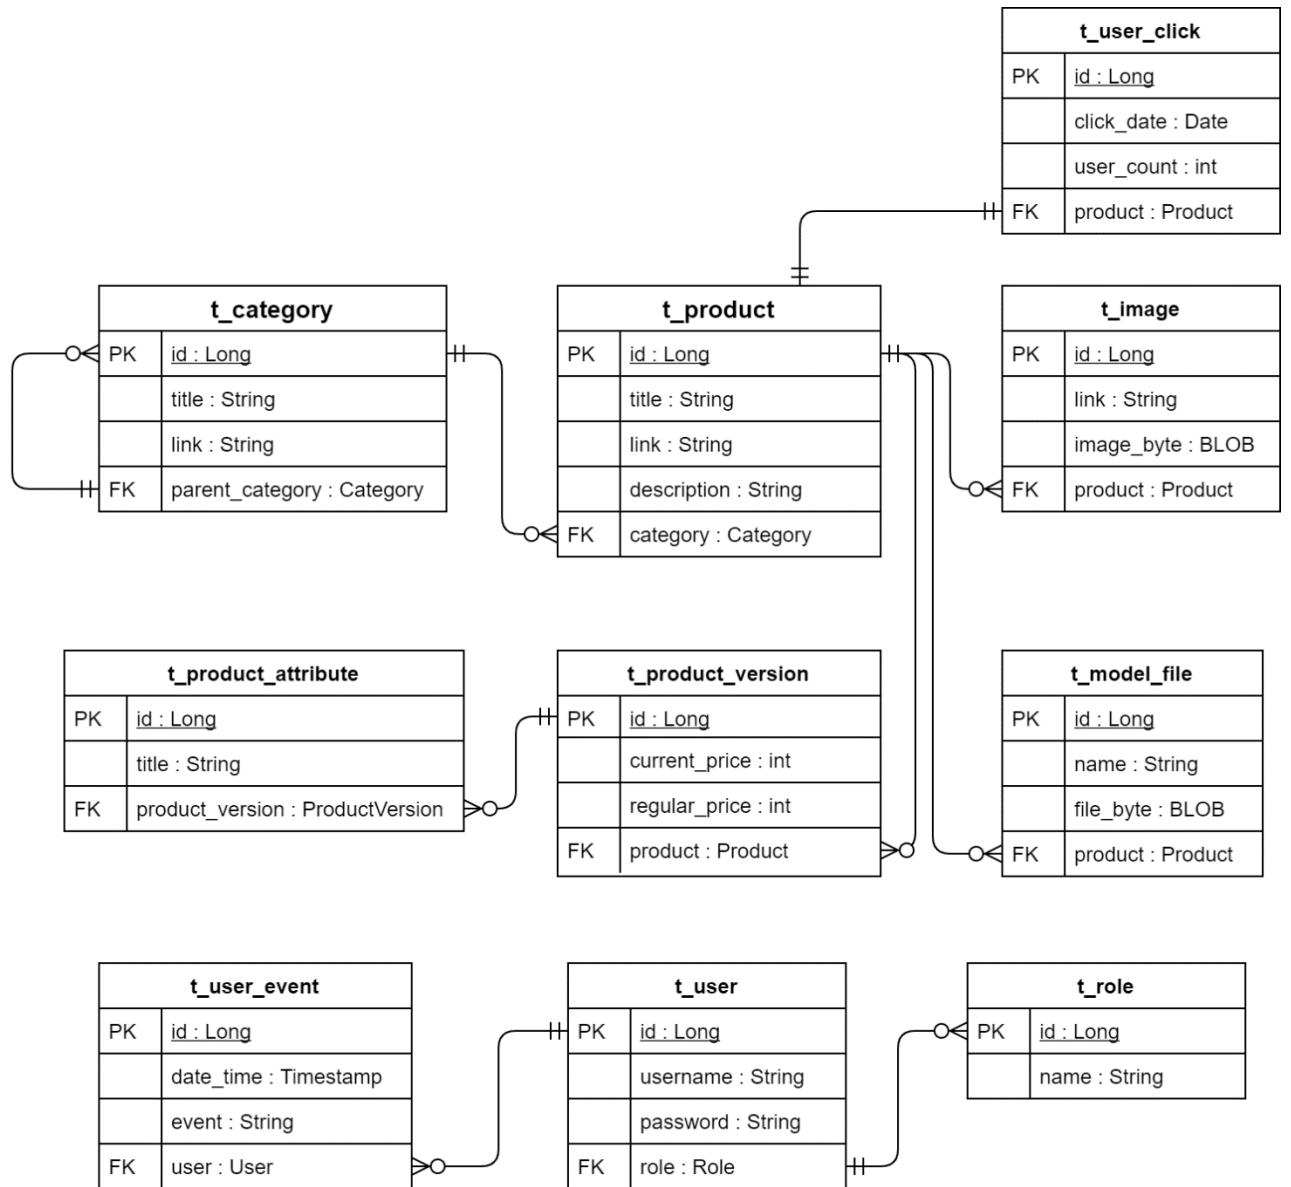 t_user_click
PK id : Long
click_date : Date
user_count : int
FK product : Product
t_category
PK id : Long
title : String
link : String
FK parent_category : Category
t_product
PK id : Long
title : String
link : String
description : String
FK category : Category
t_image
PK id : Long
link : String
image_byte : BLOB
FK product : Product
t_product_attribute
PK id : Long
title : String
FK product_version : ProductVersion
t_product_version
PK id : Long
current_price : int
regular_price : int
FK product : Product
t_model_file
PK id : Long
name : String
file_byte : BLOB
FK product : Product
t_user_event
PK id : Long
date_time : Timestamp
event : String
FK user : User
t_user
PK id : Long
username : String
password : String
FK role : Role
t_role
PK id : Long
name : String